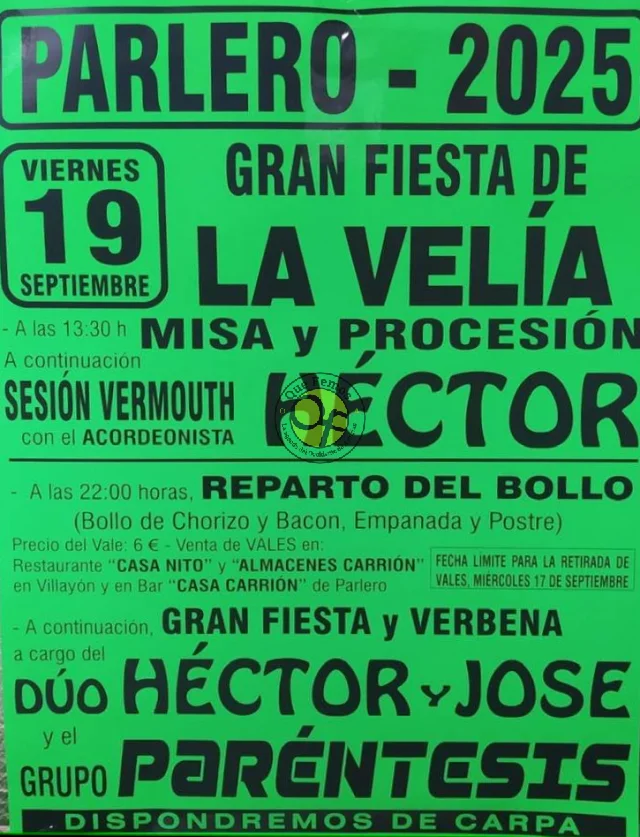 PARLERO - 2025
VIERNES
19
SEPTIEMBRE
GRAN FIESTA DE
LA VELÍA
- A las 13:30 h MISA y PROCESIÓN
A continuación
SESIÓN VERMOUTH
con el ACORDEONISTA
HÉCTOR
Qué Femos
- A las 22:00 horas, REPARTO DEL BOLLO
(Bollo de Chorizo y Bacon, Empanada y Postre)
Precio del Vale: 6 € - Venta de VALES en:
Restaurante "CASA NITO" y "ALMACENES CARRIÓN"
en Villayón y en Bar "CASA CARRIÓN" de Parlero
FECHA LÍMITE PARA LA RETIRADA DE
VALES, MIÉRCOLES 17 DE SEPTIEMBRE
- A continuación, GRAN FIESTA y VERBENA
a cargo del
DÚO HÉCTOR Y JOSE
y el
GRUPO PARÉNTESIS
DISPONDREMOS DE CARPA